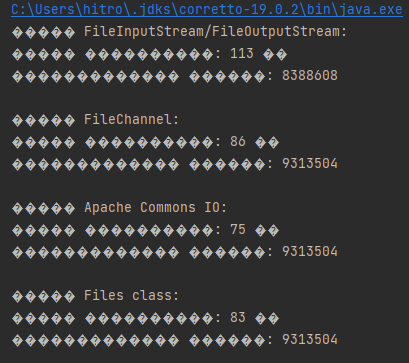 C:\Users\hitro\.jdks\corretto-19.0.2\bin\java.exe
����� FileInputStream/FileOutputStream:
����� ����������: 113 ��
������������� ������: 8388608
����� FileChannel:
����� ����������: 86 ��
������������� ������: 9313504
����� Apache Commons IO:
����� ����������: 75 ��
������������� ������: 9313504
����� Files class:
����� ����������: 83 ��
������������� ������: 9313504